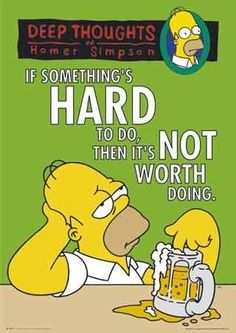 DEEP THOUGHTS
of
Homer Simpson
IF SOMETHING'S
HARD
TO DO,
THEN IT'S NOT
WORTH
DOING.